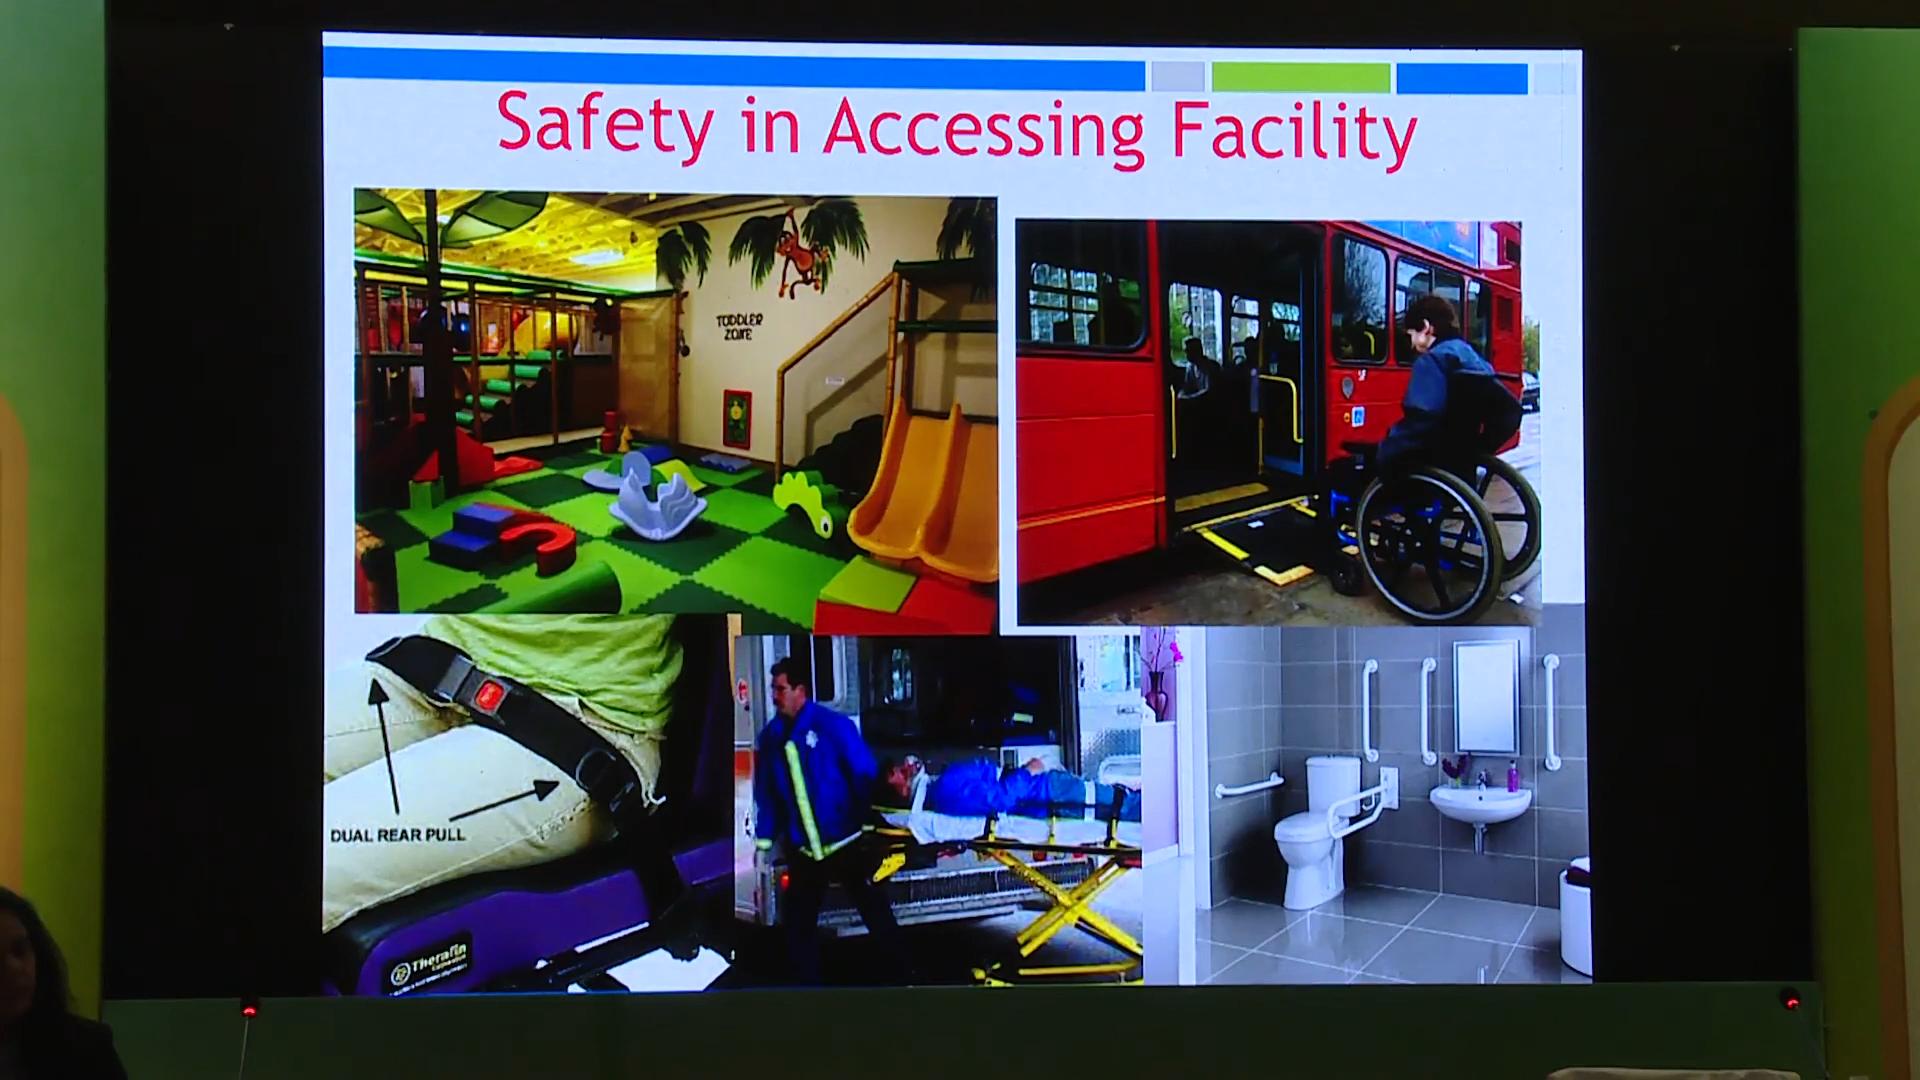 Safety in Accessing Facility
TODDLER
ZONE
DUAL REAR PULL
Therafin